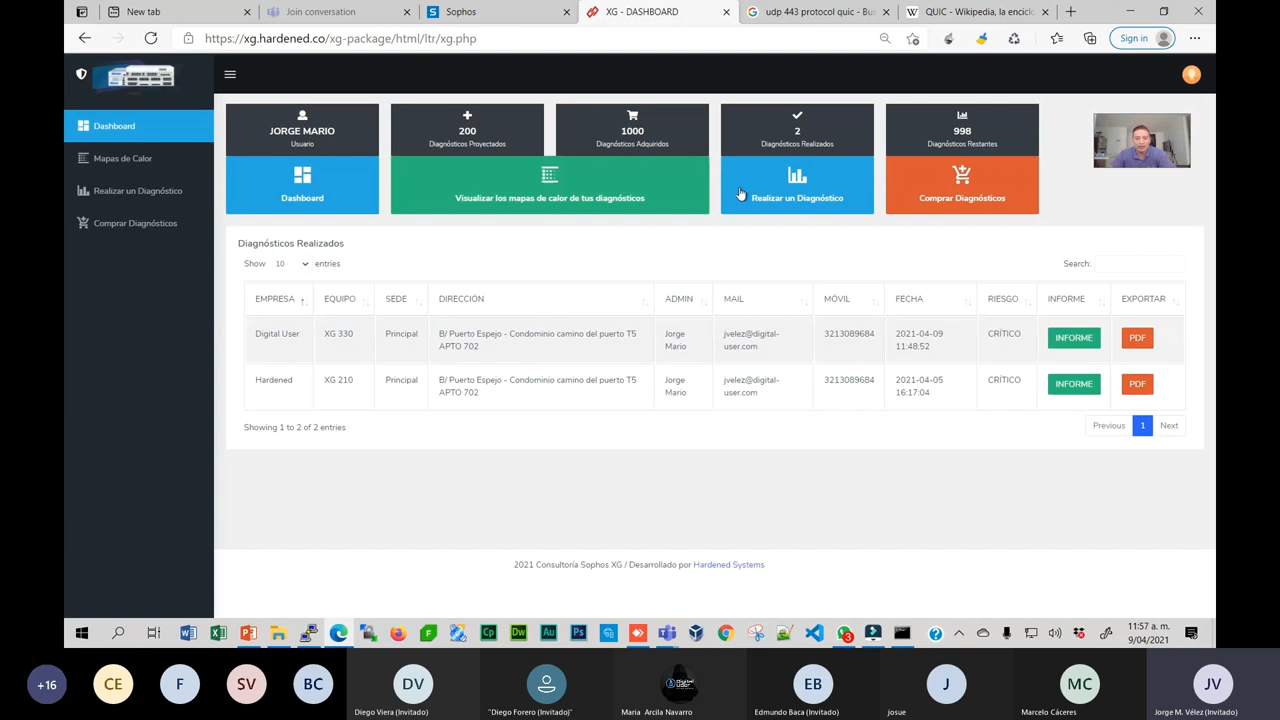 New tab
Join conversation
Sophos
XG - DASHBOARD
udp 443 protocol quic - Bus
QUIC - Wikipedia, la enciclo
https://xg.hardened.co/xg-package/html/ltr/xg.php
Sign in
Dashboard
Mapas de Calor
Realizar un Diagnóstico
Comprar Diagnósticos
JORGE MARIO
Usuario
200
Diagnósticos Proyectados
1000
Diagnósticos Adquiridos
2
Diagnósticos Realizados
998
Diagnósticos Restantes
Dashboard
Visualizar los mapas de calor de tus diagnósticos
Realizar un Diagnóstico
Comprar Diagnósticos
Diagnósticos Realizados
Show 10 entries
Search:
EMPRESA EQUIPO SEDE DIRECCIÓN ADMIN MAIL MÓVIL FECHA RIESGO INFORME EXPORTAR
Digital User XG 330 Principal B/ Puerto Espejo - Condominio camino del puerto T5 Jorge jvelez@digital- 3213089684 2021-04-09 CRÍTICO INFORME PDF
APTO 702 Mario user.com 11:48:52
Hardened XG 210 Principal B/ Puerto Espejo - Condominio camino del puerto T5 Jorge jvelez@digital- 3213089684 2021-04-05 CRÍTICO INFORME PDF
APTO 702 Mario user.com 16:17:04
Showing 1 to 2 of 2 entries
Previous 1 Next
2021 Consultoría Sophos XG / Desarrollado por Hardened Systems
11:57 a. m.
9/04/2021
+16
CE
F
SV
BC
DV
Diego Viera (Invitado)
"Diego Forero (Invitado)"
Digital User
Maria Arcila Navarro
EB
Edmundo Baca (Invitado)
J
josue
MC
Marcelo Cáceres
JV
Jorge M. Vélez (Invitado)